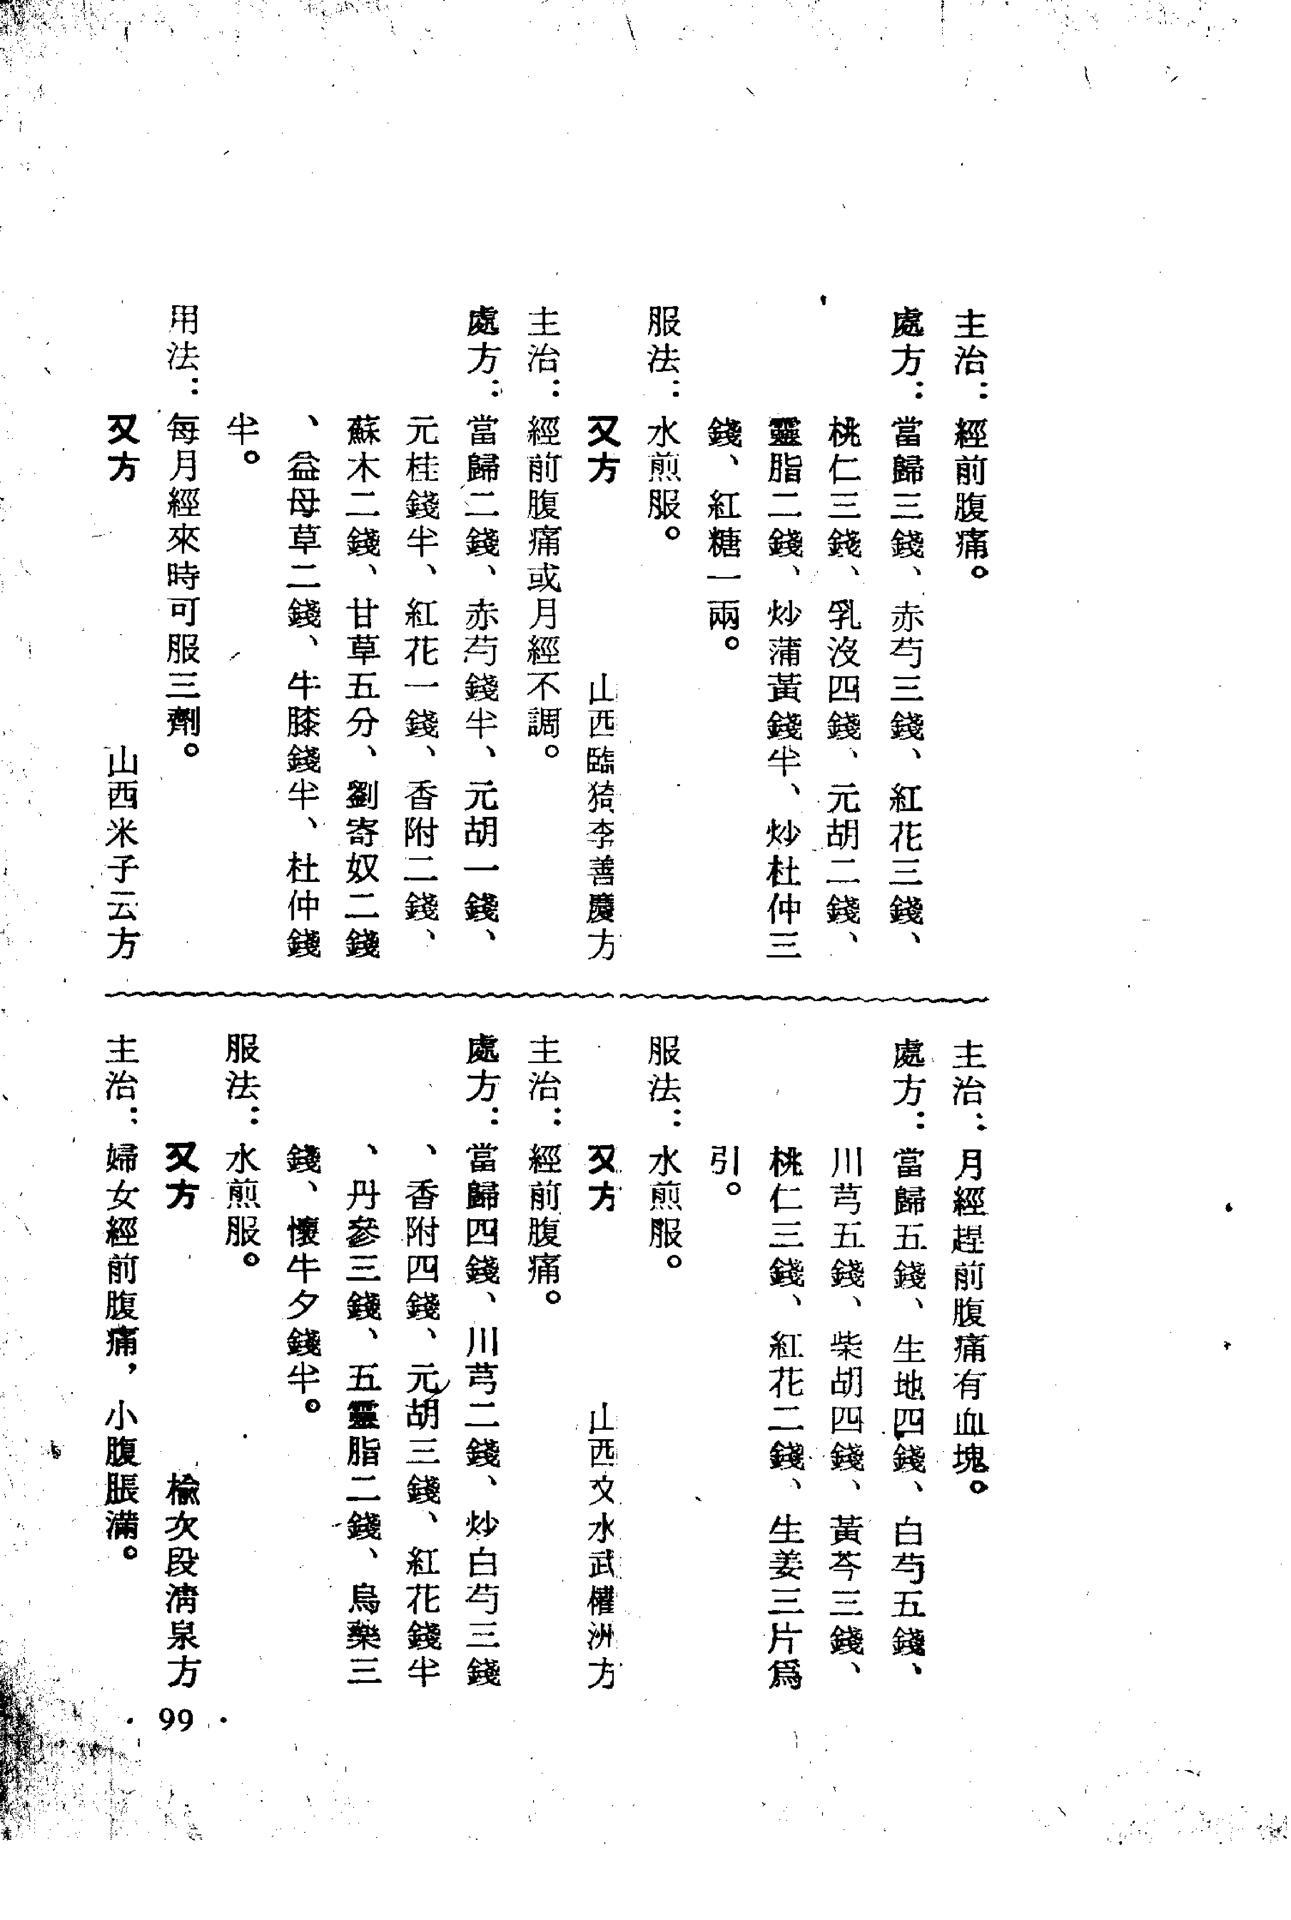 主治：經前腹痛。
處方：當歸三錢、赤芍三錢、紅花三錢、
桃仁三錢、乳沒四錢、元胡二錢、
靈脂二錢、炒蒲黃錢半、炒杜仲三
錢、紅糖一兩。
服法：水煎服。
又方　山西臨猗李善慶方
主治：經前腹痛或月經不調。
處方：當歸二錢、赤芍錢半、元胡一錢、
元桂錢半、紅花一錢、香附二錢、
蘇木二錢、甘草五分、劉寄奴二錢
、益母草二錢、牛膝錢半、杜仲錢
半。
用法：每月經來時可服三劑。
又方　山西米子云方
主治：月經趕前腹痛有血塊。
處方：當歸五錢、生地四錢、白芍五錢、
川芎五錢、柴胡四錢、黃芩三錢、
桃仁三錢、紅花二錢、生姜三片爲
引。
服法：水煎服。
又方　山西文水武權洲方
主治：經前腹痛。
處方：當歸四錢、川芎二錢、炒白芍三錢
、香附四錢、元胡三錢、紅花錢半
、丹參三錢、五靈脂二錢、烏藥三
錢、懷牛夕錢半。
服法：水煎服。
又方　榆次段淸泉方
主治：婦女經前腹痛，小腹脹滿。
· 99 ·